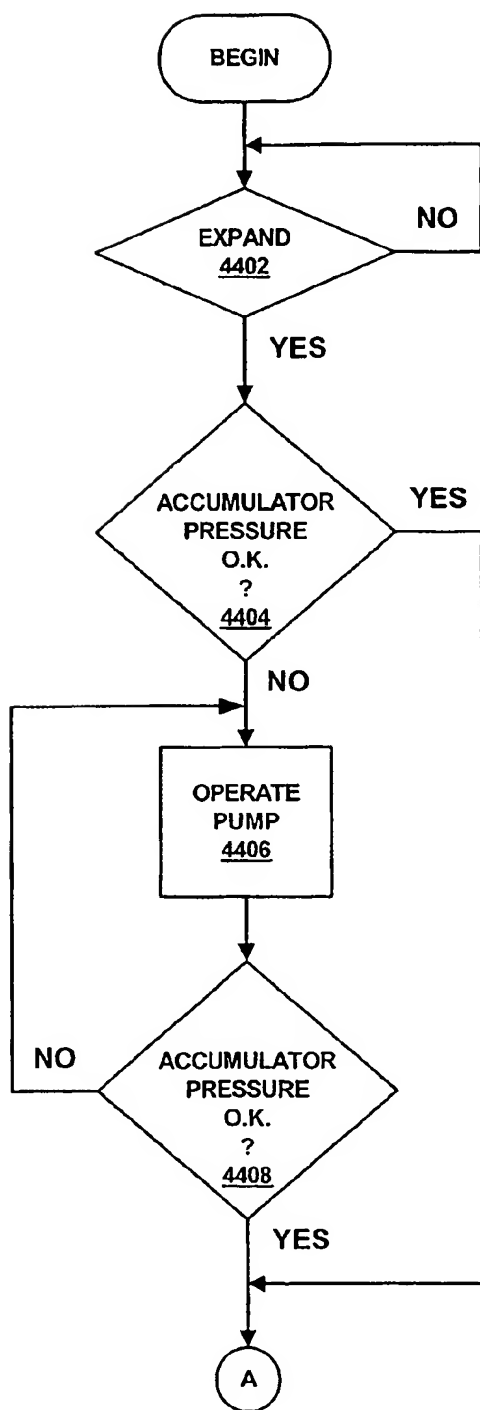 BEGIN
NO
EXPAND
4402
YES
ACCUMULATOR
PRESSURE
O.K.
?
4404
YES
NO
OPERATE
PUMP
4406
NO
ACCUMULATOR
PRESSURE
O.K.
?
4408
YES
A